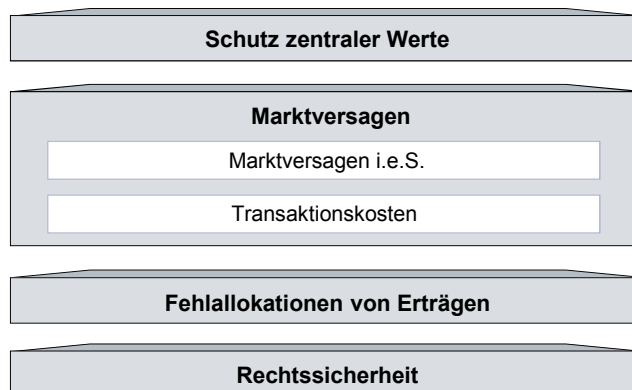 Schutz zentraler Werte
Marktversagen
Marktversagen i.e.S.
Transaktionskosten
Fehlallokationen von Erträgen
Rechtssicherheit